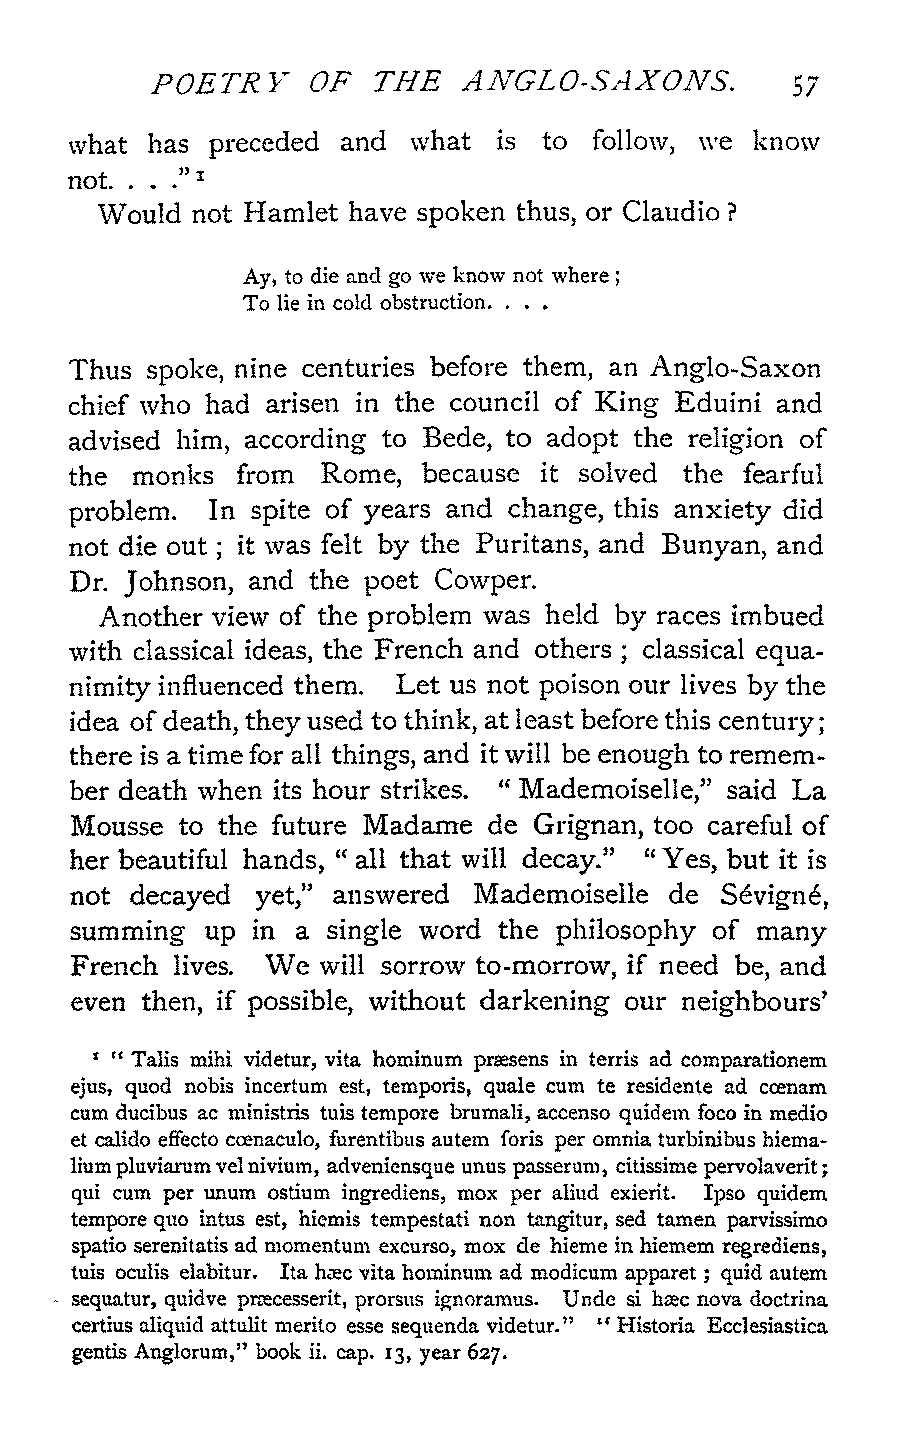 POETRY OF THE ANGLO-SAXONS. 57
what has preceded and what is to follow, we know
not. . . ." ¹
Would not Hamlet have spoken thus, or Claudio?
Ay, to die and go we know not where;
To lie in cold obstruction. . . .
Thus spoke, nine centuries before them, an Anglo-Saxon
chief who had arisen in the council of King Eduini and
advised him, according to Bede, to adopt the religion of
the monks from Rome, because it solved the fearful
problem. In spite of years and change, this anxiety did
not die out; it was felt by the Puritans, and Bunyan, and
Dr. Johnson, and the poet Cowper.
Another view of the problem was held by races imbued
with classical ideas, the French and others; classical equa-
nimity influenced them. Let us not poison our lives by the
idea of death, they used to think, at least before this century;
there is a time for all things, and it will be enough to remem-
ber death when its hour strikes. "Mademoiselle," said La
Mousse to the future Madame de Grignan, too careful of
her beautiful hands, "all that will decay." "Yes, but it is
not decayed yet," answered Mademoiselle de Sévigné,
summing up in a single word the philosophy of many
French lives. We will sorrow to-morrow, if need be, and
even then, if possible, without darkening our neighbours'
¹ "Talis mihi videtur, vita hominum præsens in terris ad comparationem
ejus, quod nobis incertum est, temporis, quale cum te residente ad cœnam
cum ducibus ac ministris tuis tempore brumali, accenso quidem foco in medio
et calido effecto cœnaculo, furentibus autem foris per omnia turbinibus hiema-
lium pluviarum vel nivium, adveniensque unus passerum, citissime pervolaverit;
qui cum per unum ostium ingrediens, mox per aliud exierit. Ipso quidem
tempore quo intus est, hiemis tempestati non tangitur, sed tamen parvissimo
spatio serenitatis ad momentum excurso, mox de hieme in hiemem regrediens,
tuis oculis elabitur. Ita hæc vita hominum ad modicum apparet; quid autem
sequatur, quidve præcesserit, prorsus ignoramus. Unde si hæc nova doctrina
certius aliquid attulit merito esse sequenda videtur." "Historia Ecclesiastica
gentis Anglorum," book ii. cap. 13, year 627.